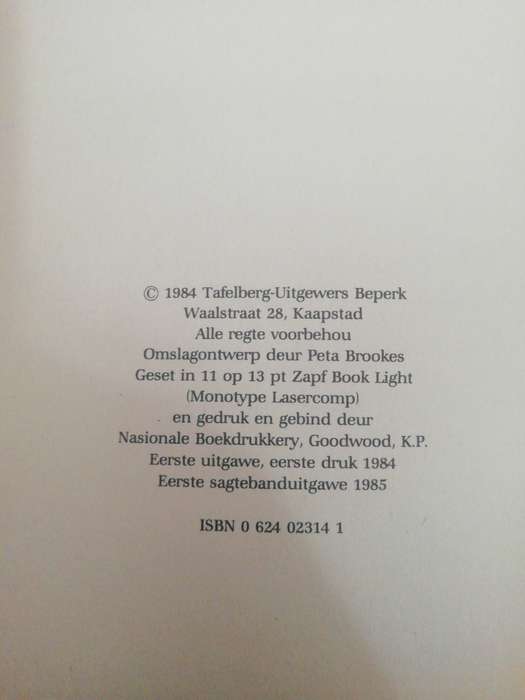 © 1984 Tafelberg-Uitgewers Beperk
Waalstraat 28, Kaapstad
Alle regte voorbehou
Omslagontwerp deur Peta Brookes
Geset in 11 op 13 pt Zapf Book Light
(Monotype Lasercomp)
en gedruk en gebind deur
Nasionale Boekdrukkery, Goodwood, K.P.
Eerste uitgawe, eerste druk 1984
Eerste sagtebanduitgawe 1985
ISBN 0 624 02314 1